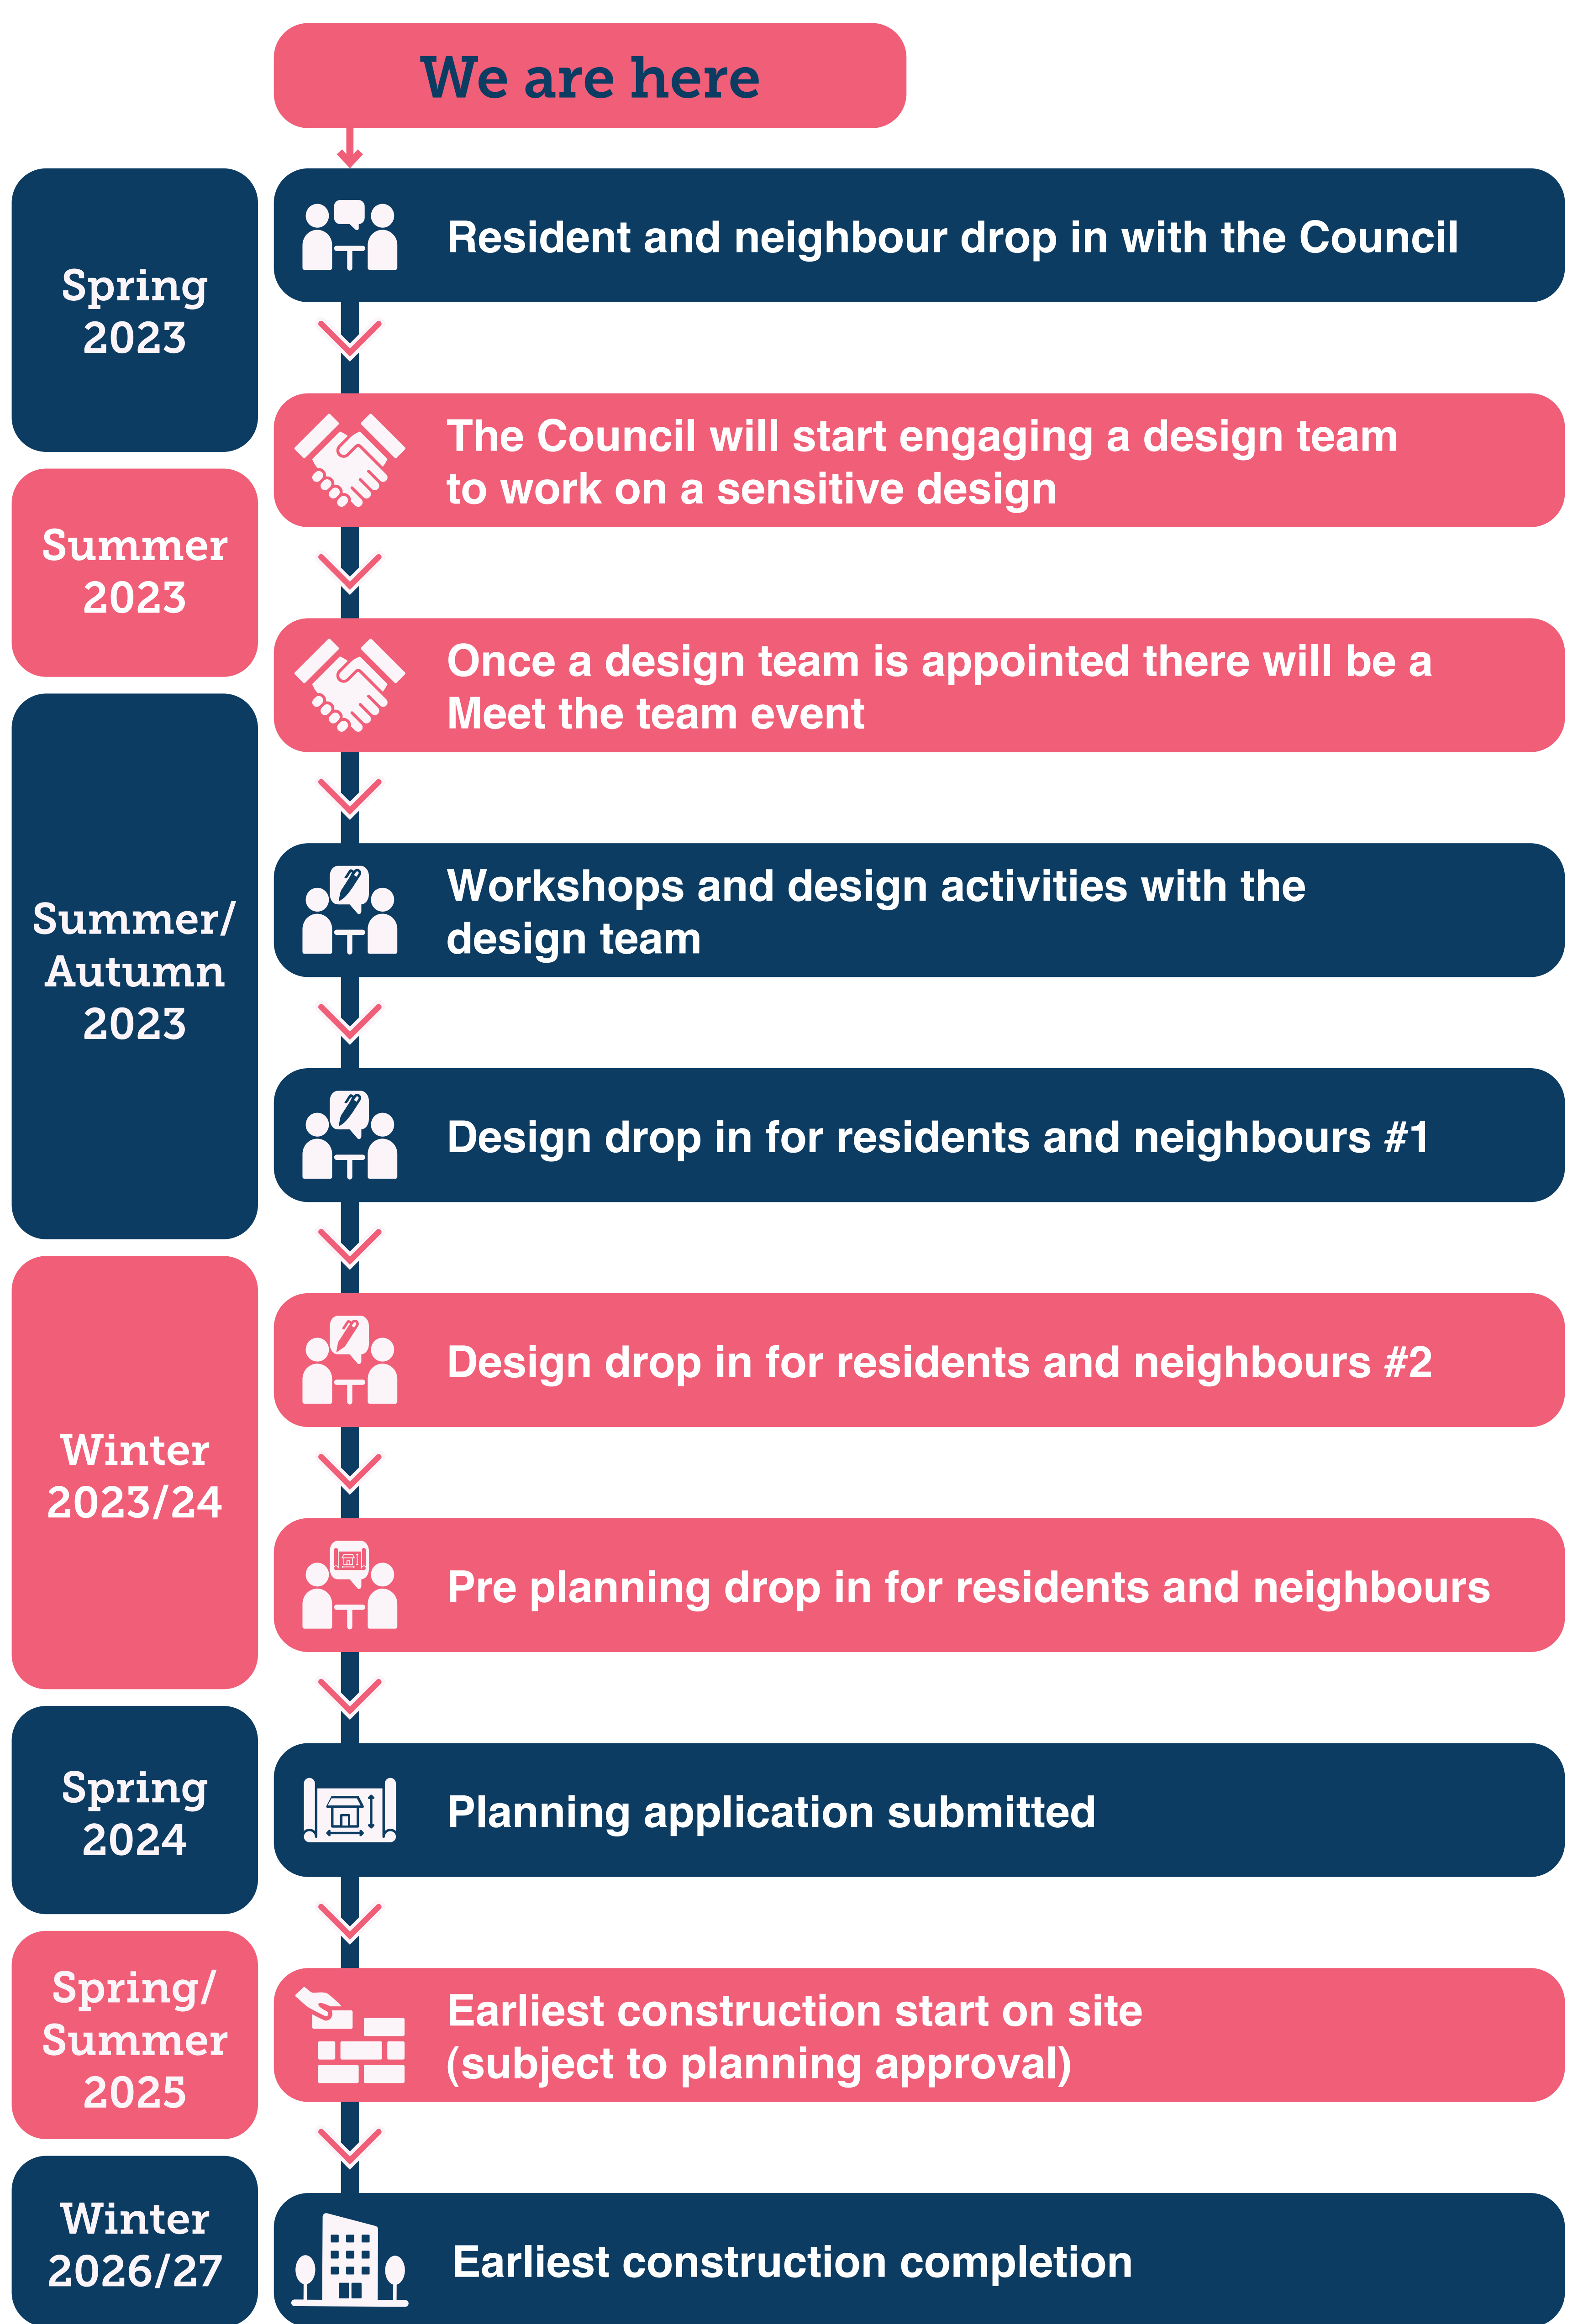 We are here
Spring
2023
Resident and neighbour drop in with the Council
The Council will start engaging a design team
to work on a sensitive design
Summer
2023
Once a design team is appointed there will be a
Meet the team event
Summer/
Autumn
2023
Workshops and design activities with the
design team
Design drop in for residents and neighbours #1
Winter
2023/24
Design drop in for residents and neighbours #2
Pre planning drop in for residents and neighbours
Spring
2024
Planning application submitted
Spring/
Summer
2025
Earliest construction start on site
(subject to planning approval)
Winter
2026/27
Earliest construction completion